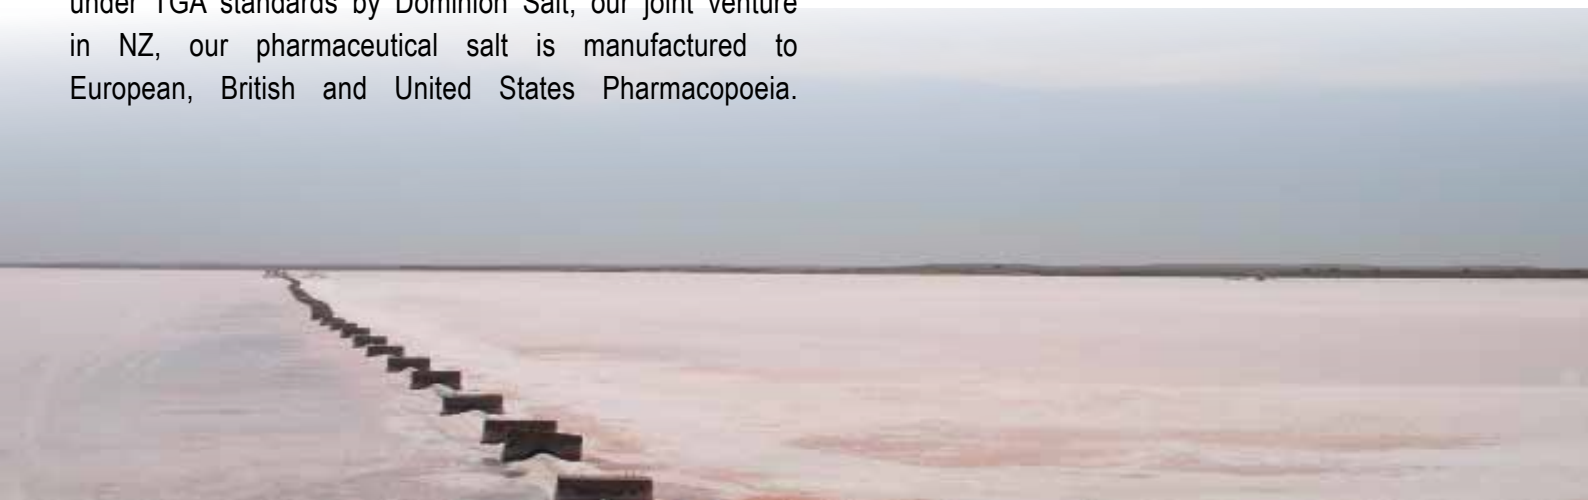 under TGA standards by Dominion Salt, our joint venture
in NZ, our pharmaceutical salt is manufactured to
European, British and United States Pharmacopoeia.